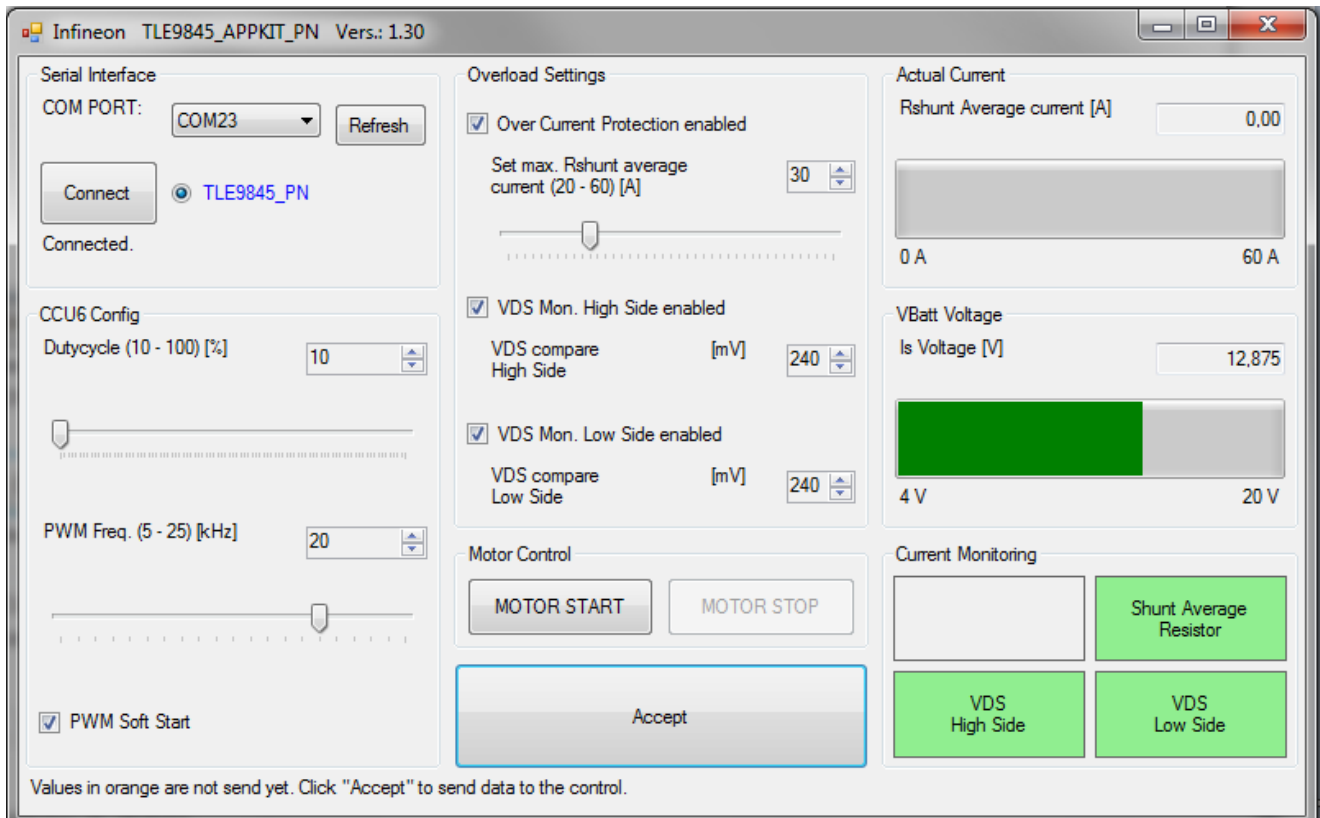 Infineon TLE9845_APPKIT_PN Vers.: 1.30
Serial Interface
COM PORT:
COM23
Refresh
Connect
TLE9845_PN
Connected.
CCU6 Config
Dutycycle (10 - 100) [%]
10
PWM Freq. (5 - 25) [kHz]
20
PWM Soft Start
Overload Settings
Over Current Protection enabled
Set max. Rshunt average
current (20 - 60) [A]
30
VDS Mon. High Side enabled
VDS compare [mV]
High Side
240
VDS Mon. Low Side enabled
VDS compare [mV]
Low Side
240
Motor Control
MOTOR START
MOTOR STOP
Accept
Actual Current
Rshunt Average current [A]
0,00
0 A
60 A
VBatt Voltage
Is Voltage [V]
12,875
4 V
20 V
Current Monitoring
Shunt Average
Resistor
VDS
High Side
VDS
Low Side
Values in orange are not send yet. Click "Accept" to send data to the control.